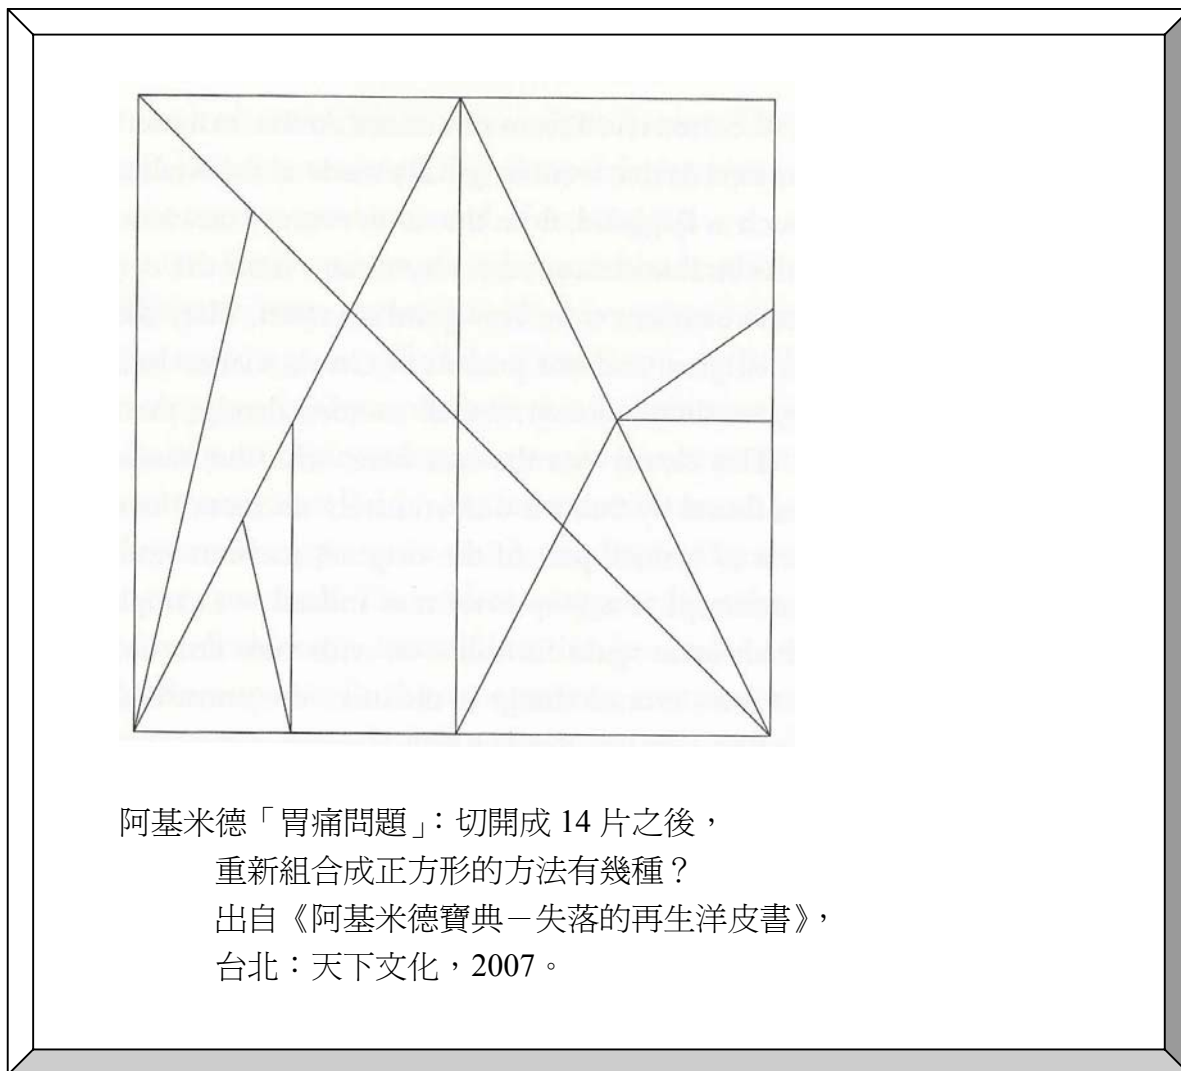 阿基米德「胃痛問題」：切開成 14 片之後，
重新組合成正方形的方法有幾種？
出自《阿基米德寶典－失落的再生洋皮書》，
台北：天下文化，2007。